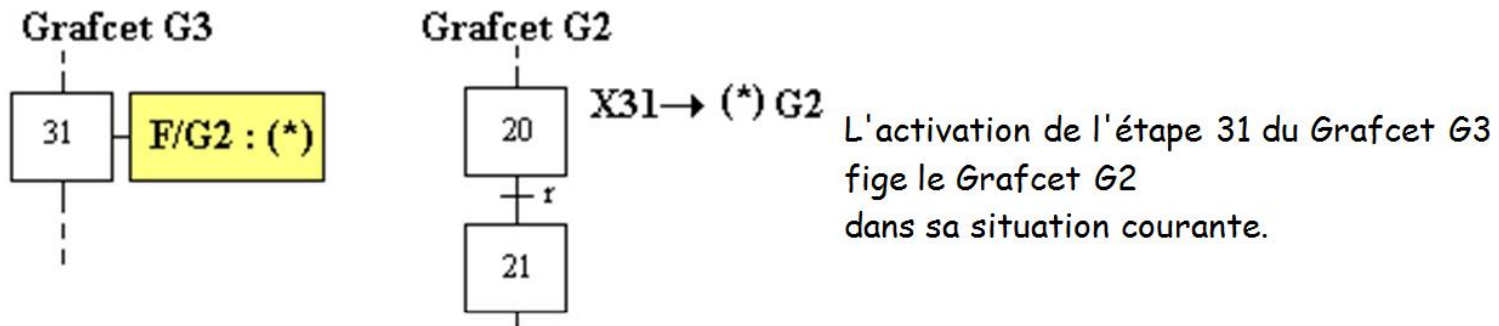 Grafcet G3
31
F/G2 : (*)
Grafcet G2
20
X31→ (*) G2
r
21
L'activation de l'étape 31 du Grafcet G3
fige le Grafcet G2
dans sa situation courante.